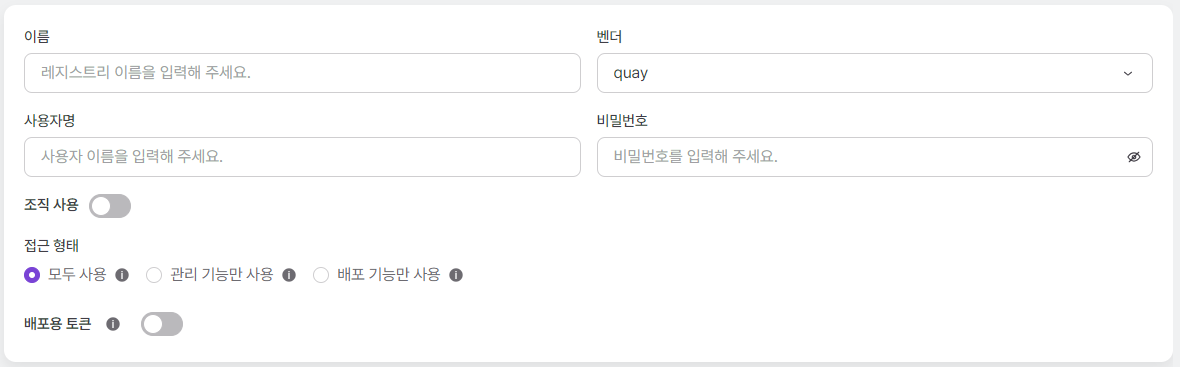 이름
벤더
레지스트리 이름을 입력해 주세요.
quay
사용자명
비밀번호
사용자 이름을 입력해 주세요.
비밀번호를 입력해 주세요.
조직 사용
접근 형태
모두 사용 관리 기능만 사용 배포 기능만 사용
배포용 토큰